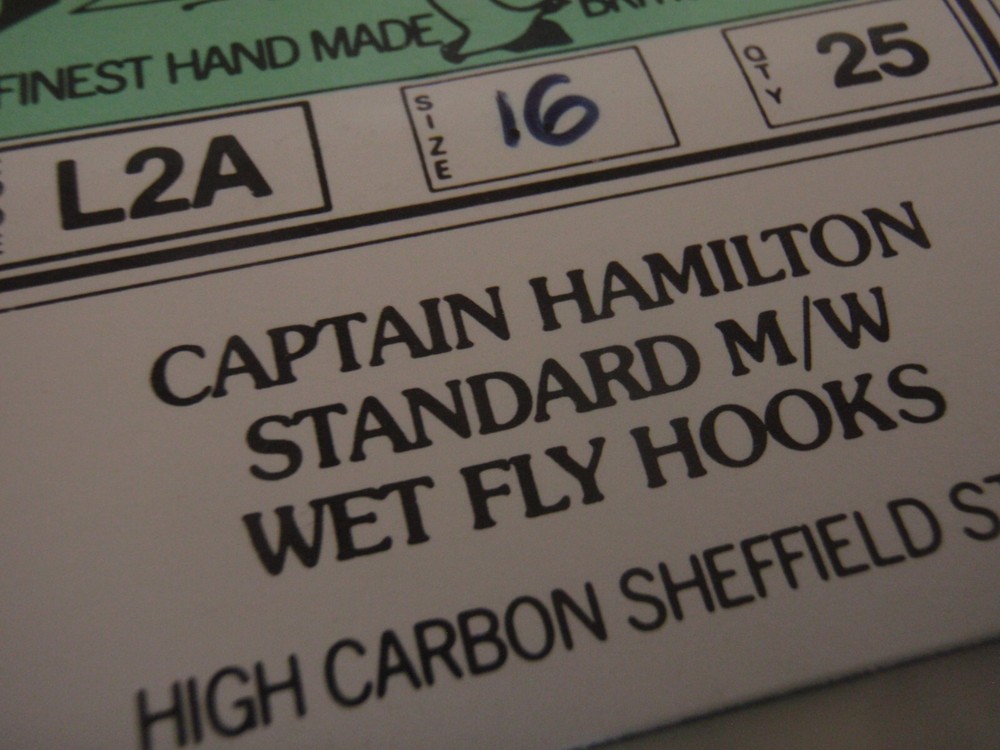 FINEST HAND MADE
L2A
SIZE 16
QTY 25
CAPTAIN HAMILTON
STANDARD M/W
WET FLY HOOKS
HIGH CARBON SHEFFIELD